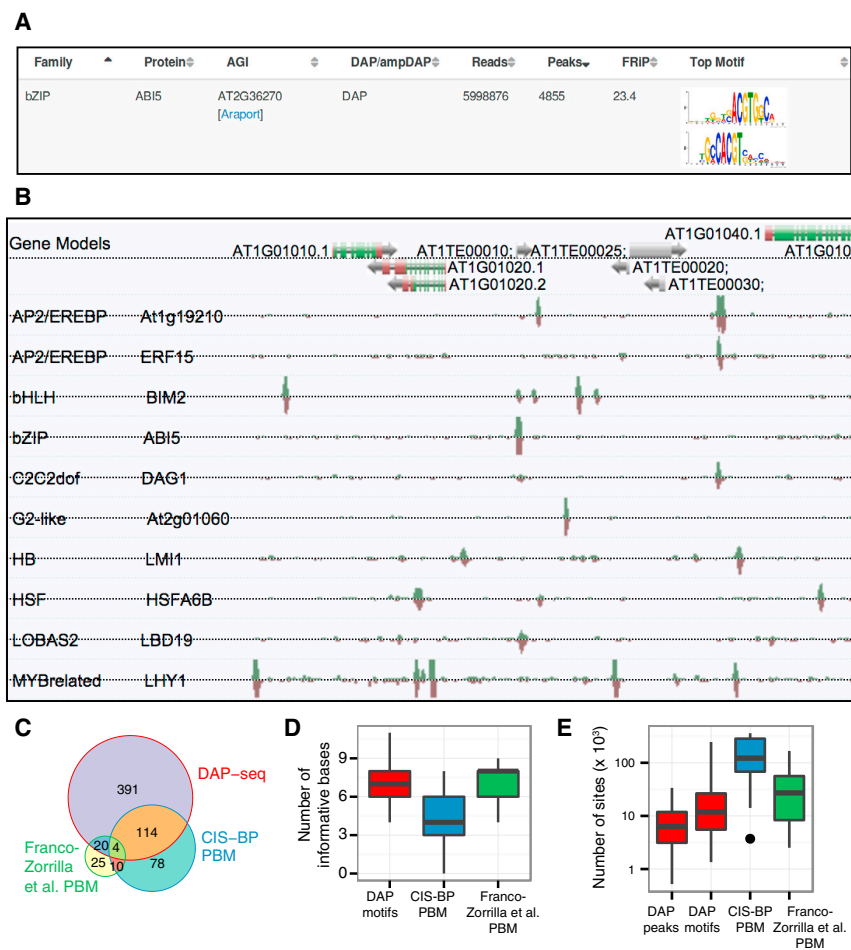 A
Family Protein AGI DAP/ampDAP Reads Peaks FRiP Top Motif
bZIP ABI5 AT2G36270 DAP 5998876 4855 23.4
[Araport]
B
Gene Models
AT1G01040.1
AT1G01010.1 AT1TE00010; AT1TE00025; AT1G010
AT1G01020.1 AT1TE00020;
AT1G01020.2 AT1TE00030;
AP2/EREBP At1g19210
AP2/EREBP ERF15
bHLH BIM2
bZIP ABI5
C2C2dof DAG1
G2-like At2g01060
HB LMI1
HSF HSFA6B
LOBAS2 LBD19
MYBrelated LHY1
C
391
DAP-seq
114
20 4
25 10
78
CIS-BP
PBM
Franco-
Zorrilla
et al. PBM
D
Number of
informative bases
9
6
3
0
DAP
motifs
CIS-BP
PBM
Franco-
Zorrilla et al.
PBM
E
Number of sites (x 10³)
100
10
1
DAP
peaks
DAP
motifs
CIS-BP
PBM
Franco-
Zorrilla et al.
PBM